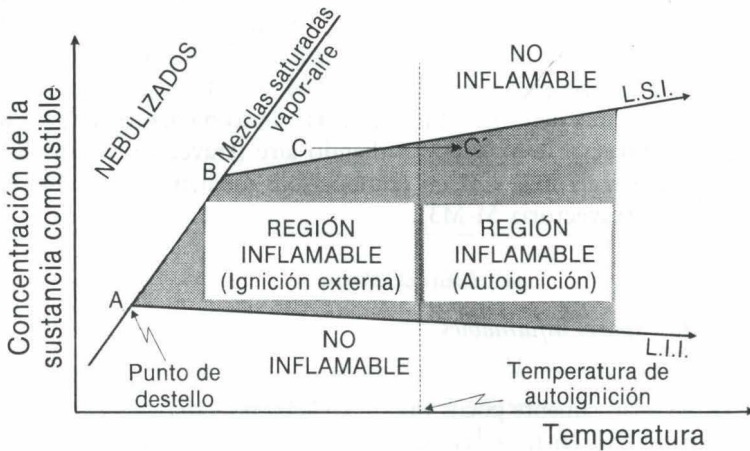 Concentración de la
sustancia combustible
NEBULIZADOS
Mezclas saturadas
vapor-aire
NO
INFLAMABLE
L.S.I.
C
C´
B
REGIÓN
INFLAMABLE
(Ignición externa)
REGIÓN
INFLAMABLE
(Autoignición)
A
NO
INFLAMABLE
L.I.I.
Punto de
destello
Temperatura de
autoignición
Temperatura